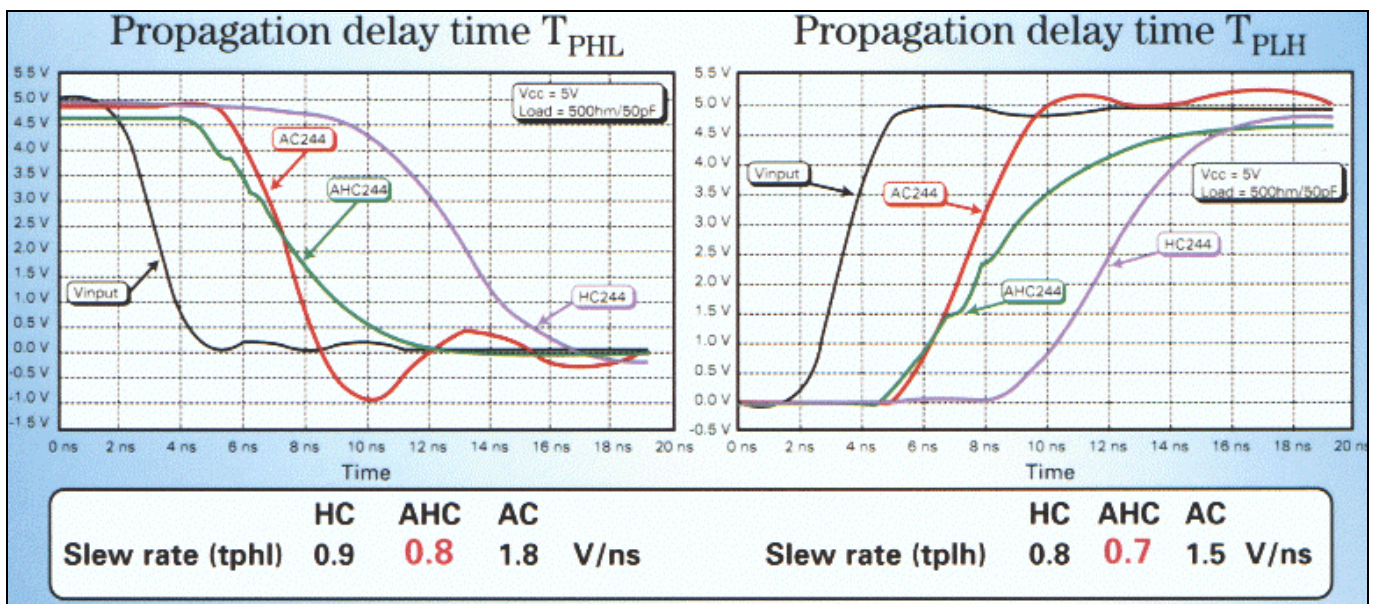 Propagation delay time TPHL
Propagation delay time TPLH
5.5 V
5.0 V
4.5 V
4.0 V
3.5 V
3.0 V
2.5 V
2.0 V
1.5 V
1.0 V
0.5 V
0.0 V
-0.5 V
-1.0 V
-1.5 V
Vcc = 5V
Load = 500hm/50pF
AC244
AHC244
Vinput
HC244
0 ns 2 ns 4 ns 6 ns 8 ns 10 ns 12 ns 14 ns 16 ns 18 ns 20 ns
Time
5.5 V
5.0 V
4.5 V
4.0 V
3.5 V
3.0 V
2.5 V
2.0 V
1.5 V
1.0 V
0.5 V
0.0 V
-0.5 V
Vinput
Vcc = 5V
Load = 500hm/50pF
AC244
HC244
AHC244
0 ns 2 ns 4 ns 6 ns 8 ns 10 ns 12 ns 14 ns 16 ns 18 ns 20 ns
Time
HC AHC AC
Slew rate (tphl) 0.9 0.8 1.8 V/ns
HC AHC AC
Slew rate (tplh) 0.8 0.7 1.5 V/ns